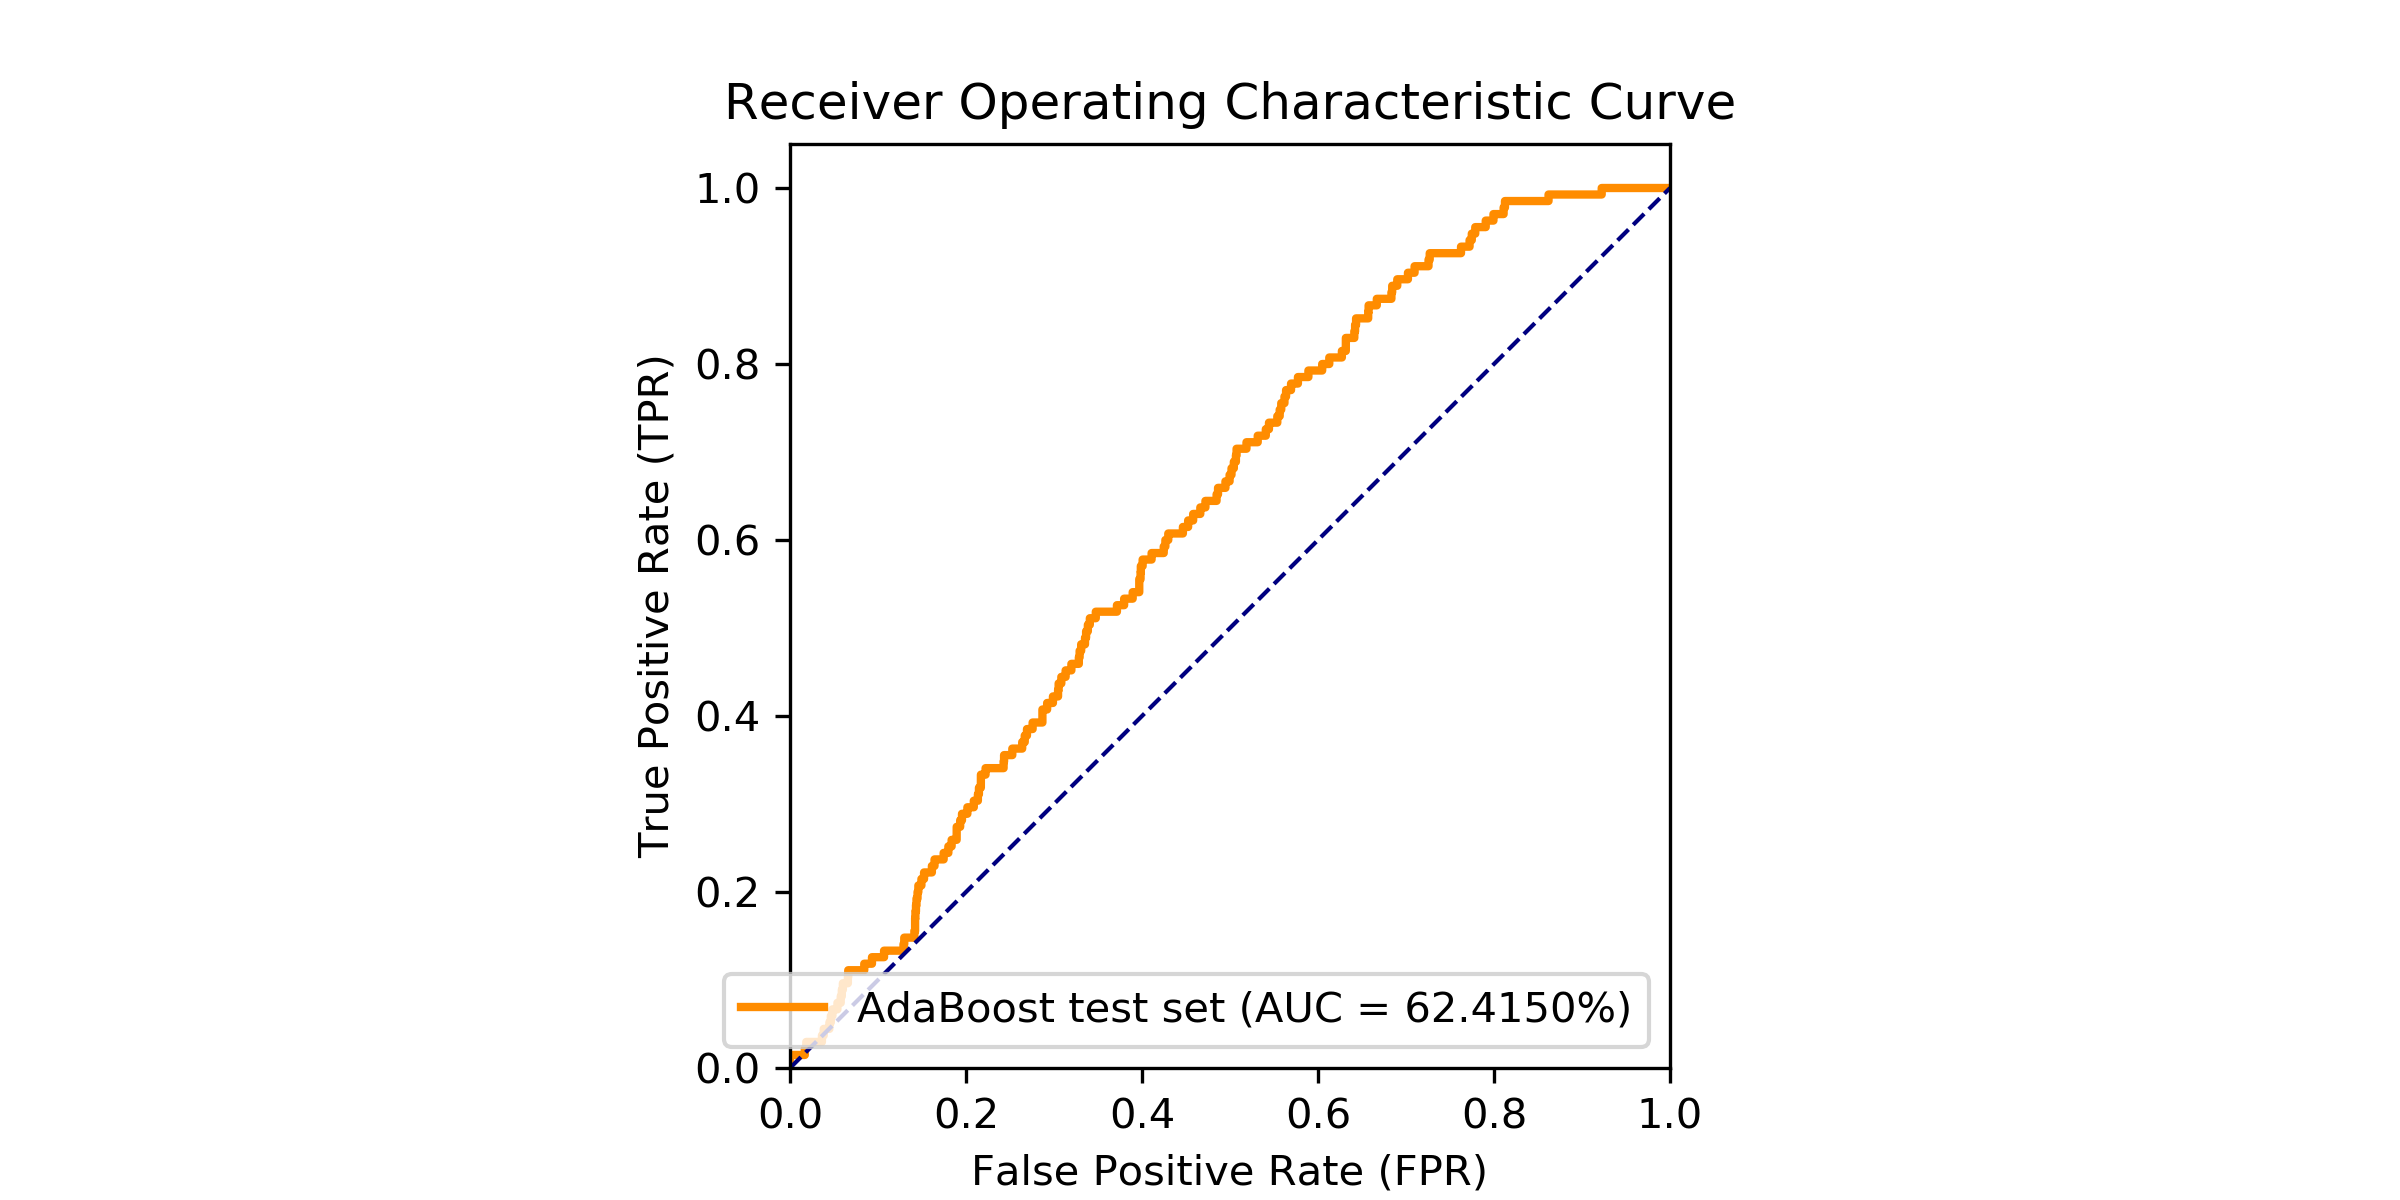 Receiver Operating Characteristic Curve
True Positive Rate (TPR)
1.0
0.8
0.6
0.4
0.2
0.0
AdaBoost test set (AUC = 62.4150%)
0.0 0.2 0.4 0.6 0.8 1.0
False Positive Rate (FPR)